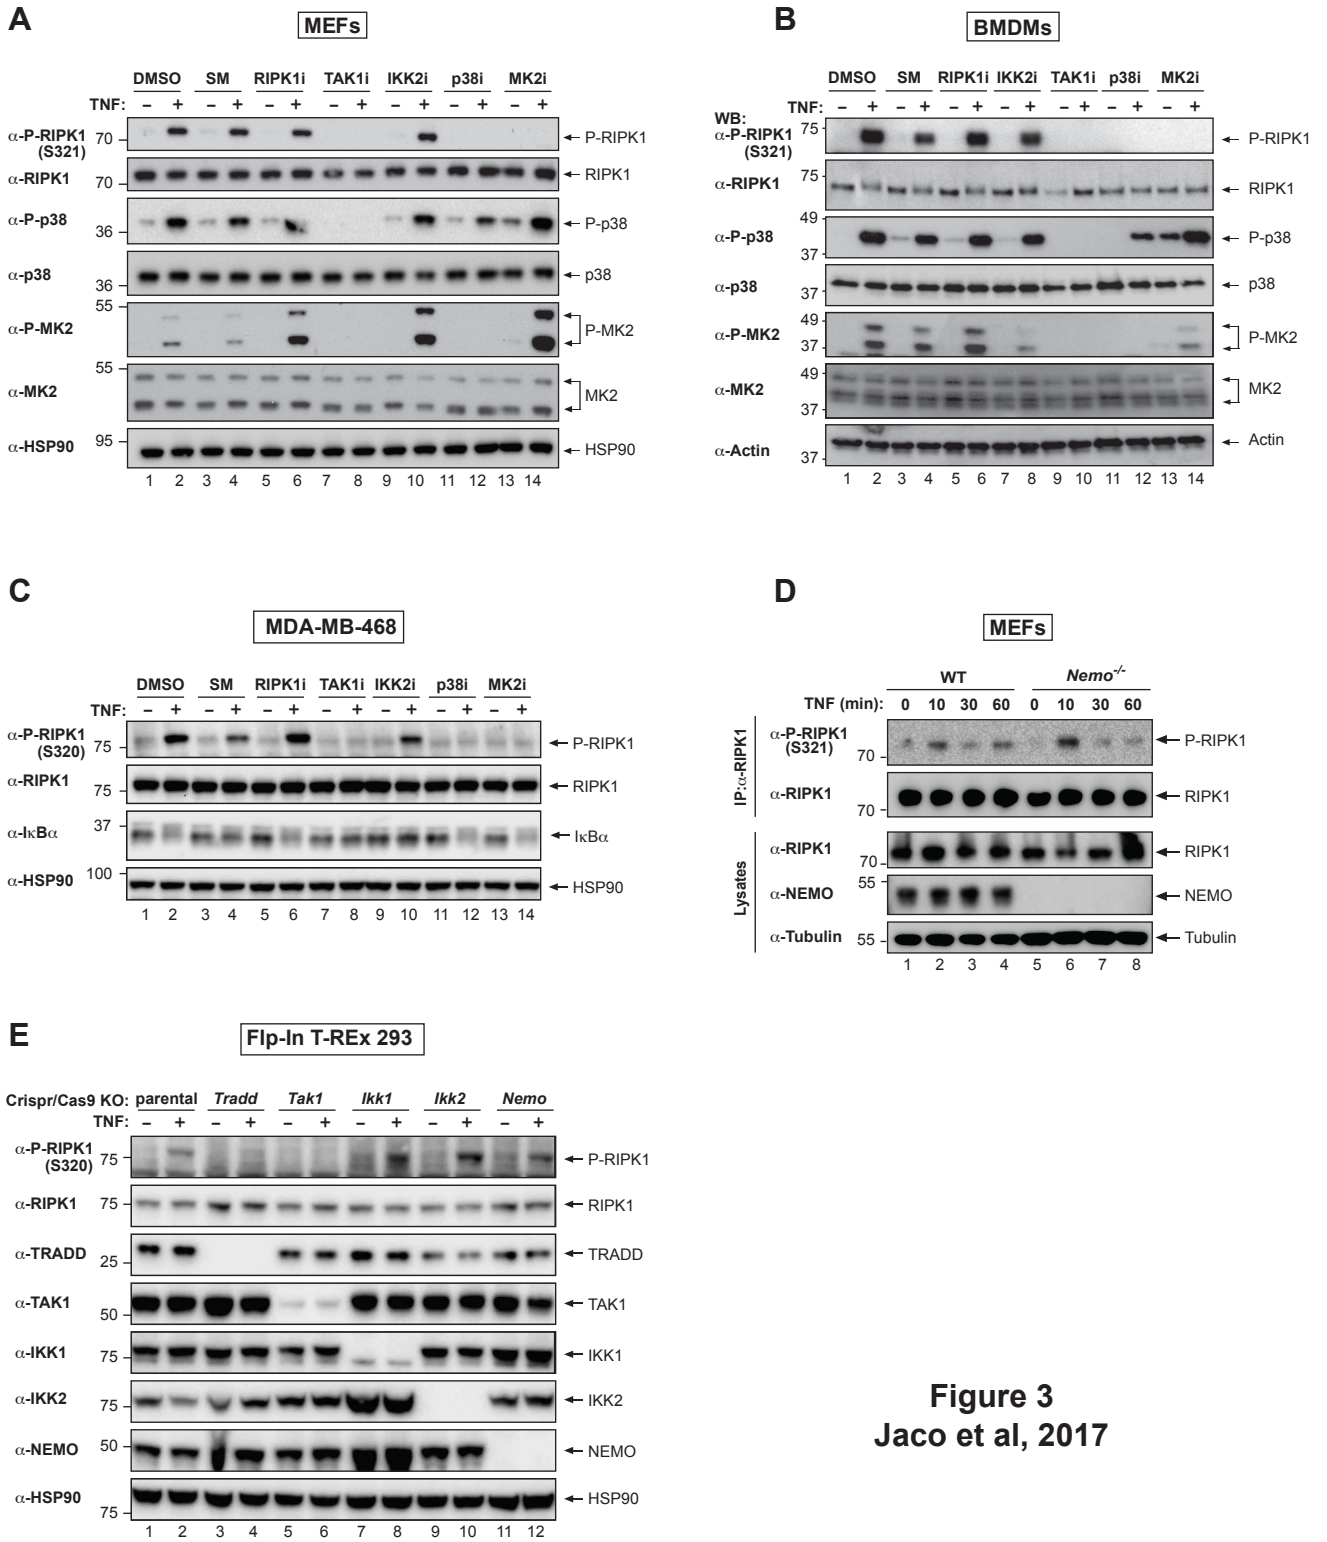 A
MEFs
DMSO SM RIPK1i TAK1i IKK2i p38i MK2i
TNF: – + – + – + – + – + – + – +
α-P-RIPK1 (S321) 70 P-RIPK1
α-RIPK1 70 RIPK1
α-P-p38 36 P-p38
α-p38 36 p38
α-P-MK2 55 P-MK2
α-MK2 55 MK2
α-HSP90 95 HSP90
1 2 3 4 5 6 7 8 9 10 11 12 13 14
B
BMDMs
DMSO SM RIPK1i IKK2i TAK1i p38i MK2i
TNF: – + – + – + – + – + – + – +
WB:
α-P-RIPK1 (S321) 75 P-RIPK1
α-RIPK1 75 RIPK1
α-P-p38 49 37 P-p38
α-p38 37 p38
α-P-MK2 49 37 P-MK2
α-MK2 49 37 MK2
α-Actin 37 Actin
1 2 3 4 5 6 7 8 9 10 11 12 13 14
C
MDA-MB-468
DMSO SM RIPK1i TAK1i IKK2i p38i MK2i
TNF: – + – + – + – + – + – + – +
α-P-RIPK1 (S320) 75 P-RIPK1
α-RIPK1 75 RIPK1
α-IκBα 37 IκBα
α-HSP90 100 HSP90
1 2 3 4 5 6 7 8 9 10 11 12 13 14
D
MEFs
WT Nemo-/-
TNF (min): 0 10 30 60 0 10 30 60
IP:α-RIPK1
α-P-RIPK1 (S321) 70 P-RIPK1
α-RIPK1 70 RIPK1
Lysates
α-RIPK1 70 RIPK1
α-NEMO 55 NEMO
α-Tubulin 55 Tubulin
1 2 3 4 5 6 7 8
E
Flp-In T-REx 293
Crispr/Cas9 KO: parental Tradd Tak1 Ikk1 Ikk2 Nemo
TNF: – + – + – + – + – + – +
α-P-RIPK1 (S320) 75 P-RIPK1
α-RIPK1 75 RIPK1
α-TRADD 25 TRADD
α-TAK1 50 TAK1
α-IKK1 75 IKK1
α-IKK2 75 IKK2
α-NEMO 50 NEMO
α-HSP90 75 HSP90
1 2 3 4 5 6 7 8 9 10 11 12
Figure 3
Jaco et al, 2017